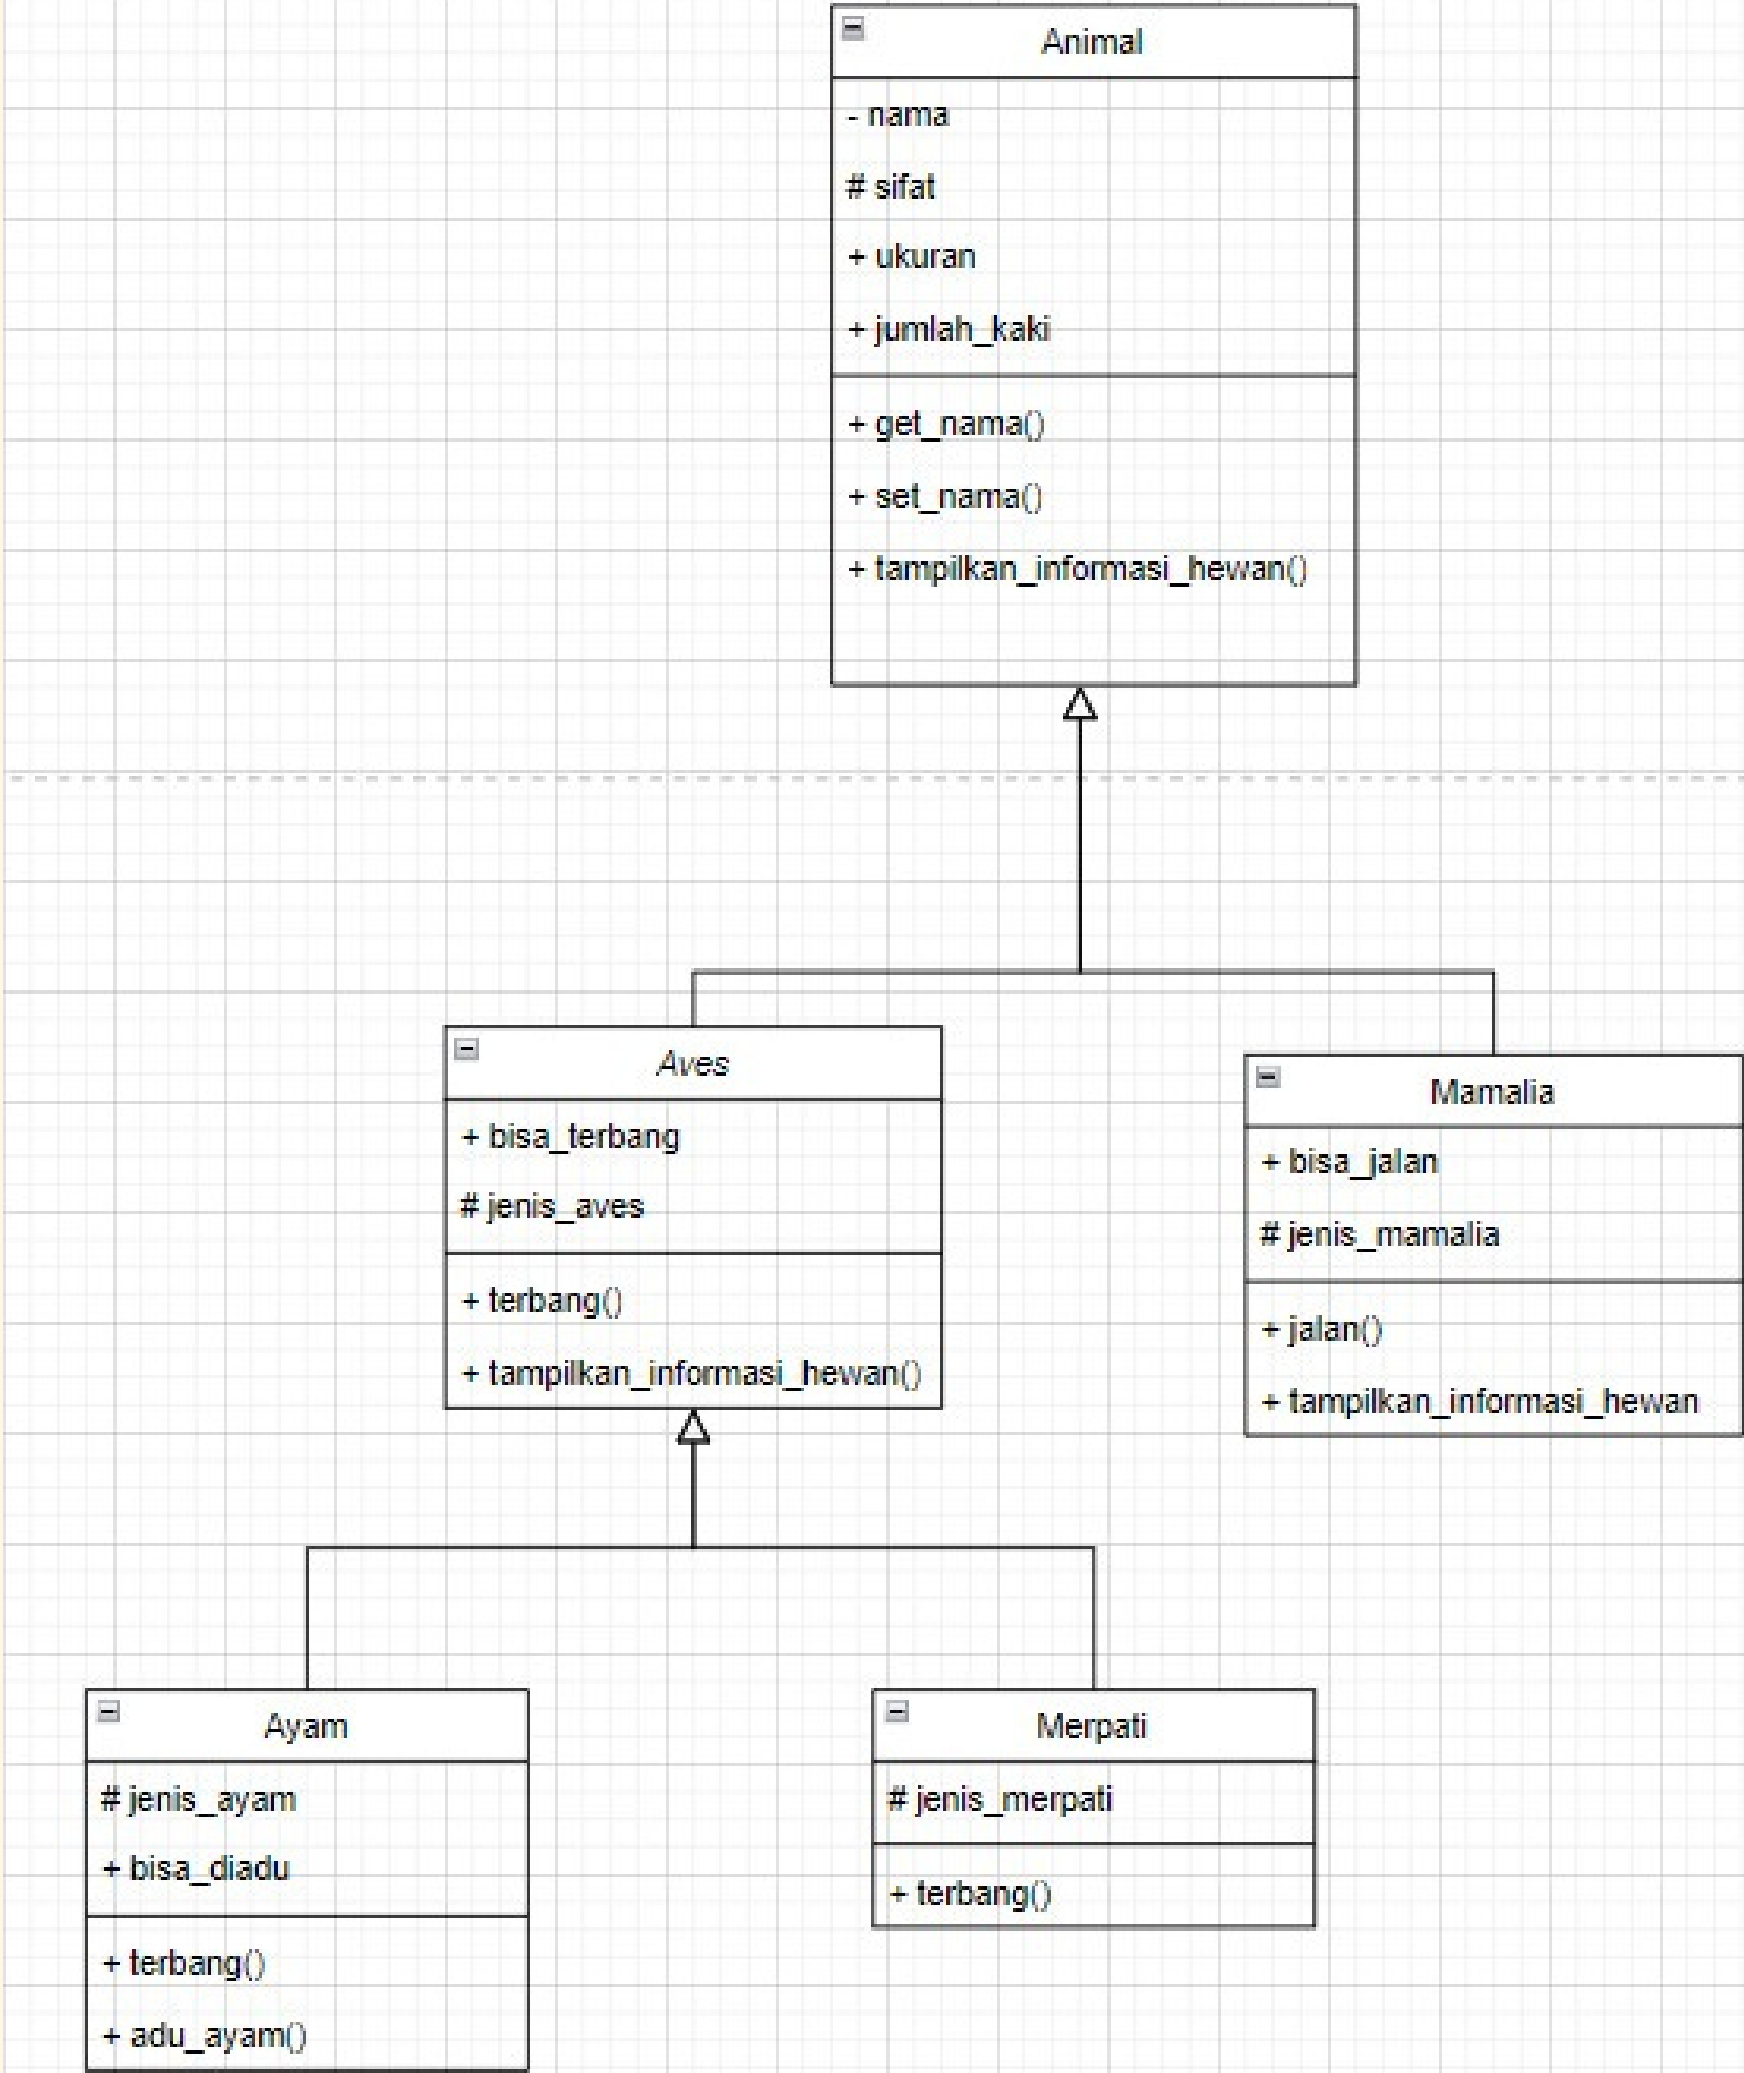 Animal
- nama
# sifat
+ ukuran
+ jumlah_kaki
+ get_nama()
+ set_nama()
+ tampilkan_informasi_hewan()
Aves
+ bisa_terbang
# jenis_aves
+ terbang()
+ tampilkan_informasi_hewan()
Mamalia
+ bisa_jalan
# jenis_mamalia
+ jalan()
+ tampilkan_informasi_hewan
Ayam
# jenis_ayam
+ bisa_diadu
+ terbang()
+ adu_ayam()
Merpati
# jenis_merpati
+ terbang()